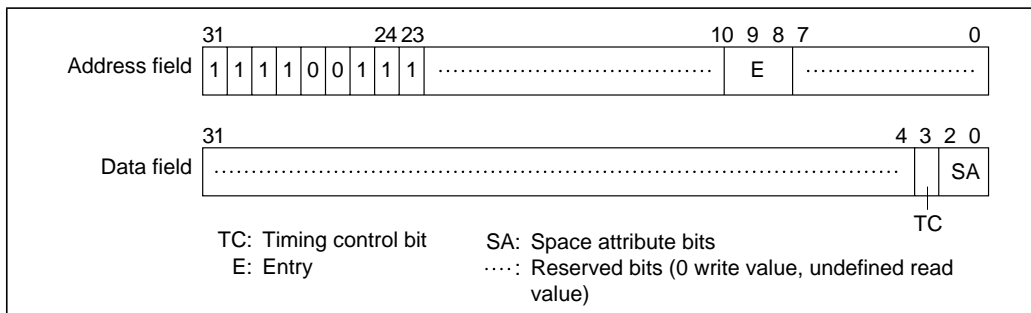 31 24 23 10 9 8 7 0
Address field 1 1 1 1 0 0 1 1 1 ···················· E ····················
31 4 3 2 0
Data field ···················· SA
TC
TC: Timing control bit SA: Space attribute bits
E: Entry ····: Reserved bits (0 write value, undefined read
value)